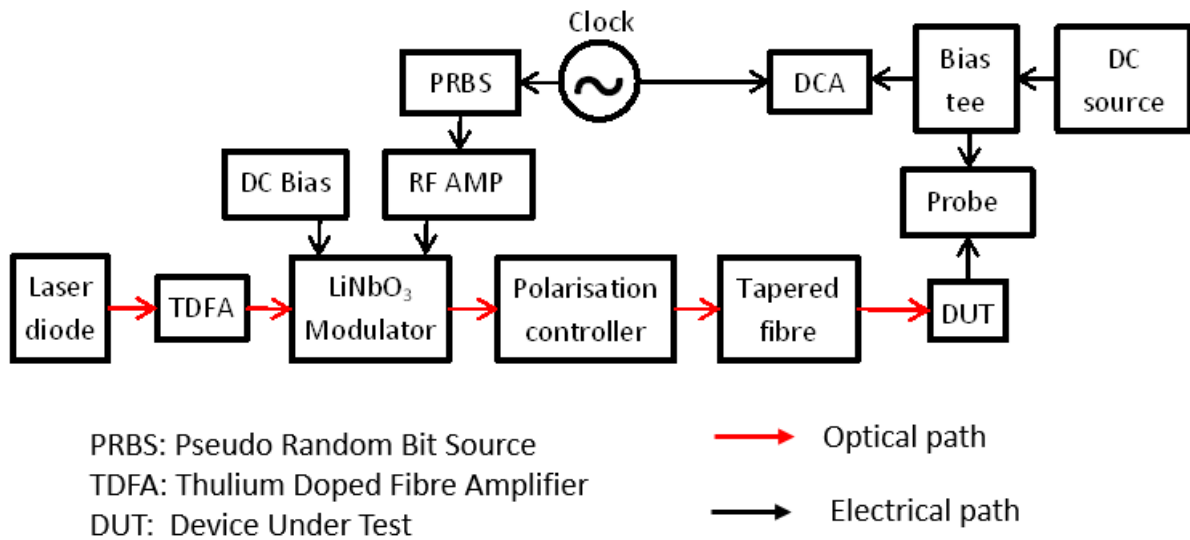 Clock
PRBS
DCA
Bias
tee
DC
source
DC Bias
RF AMP
Probe
Laser
diode
TDFA
LiNbO₃
Modulator
Polarisation
controller
Tapered
fibre
DUT
PRBS: Pseudo Random Bit Source
TDFA: Thulium Doped Fibre Amplifier
DUT: Device Under Test
Optical path
Electrical path